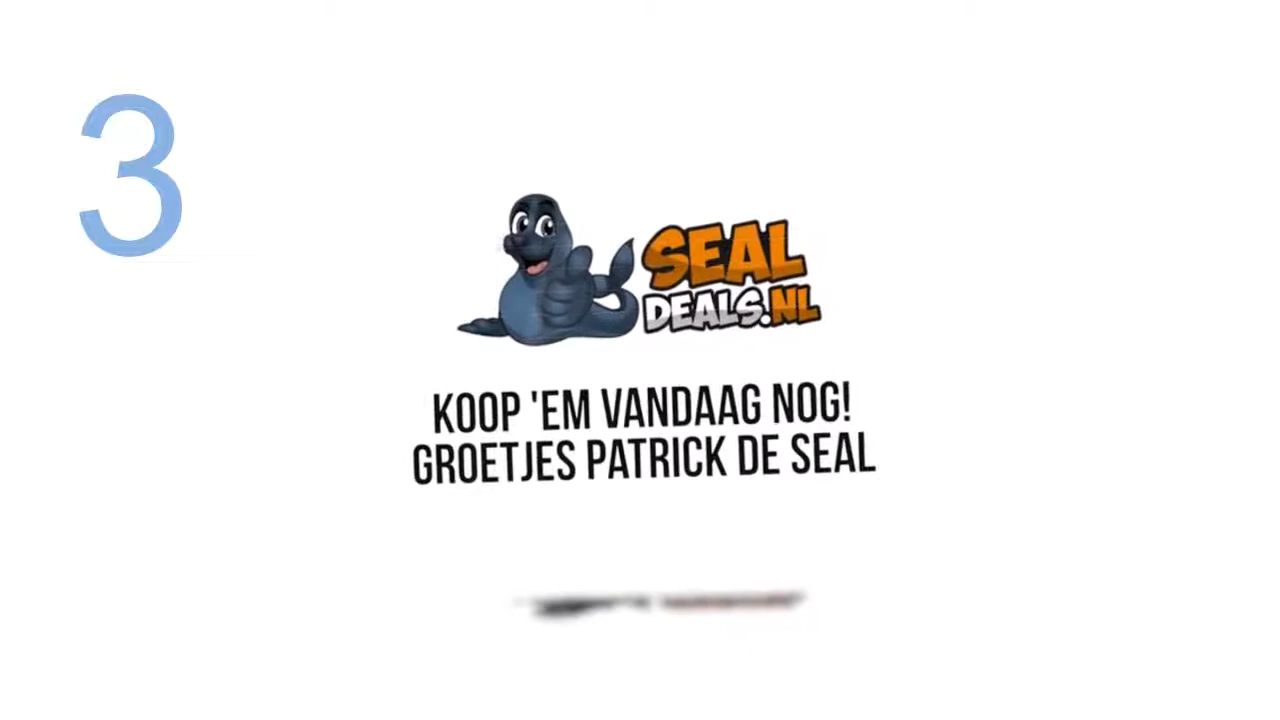 3
SEAL
DEALS.NL
KOOP 'EM VANDAAG NOG!
GROETJES PATRICK DE SEAL